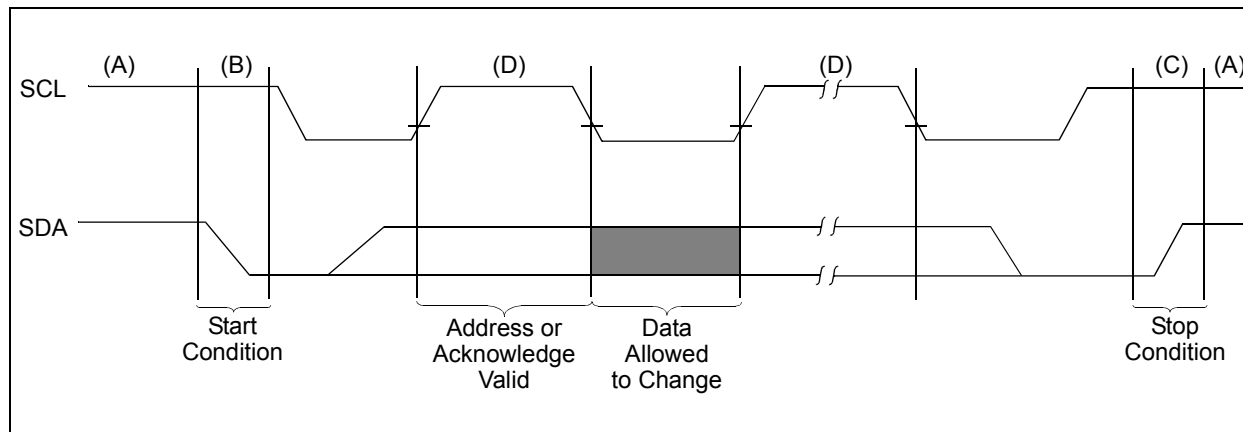 (A) (B) (D) (D) (C) (A)
SCL
SDA
Start
Condition
Address or
Acknowledge
Valid
Data
Allowed
to Change
Stop
Condition